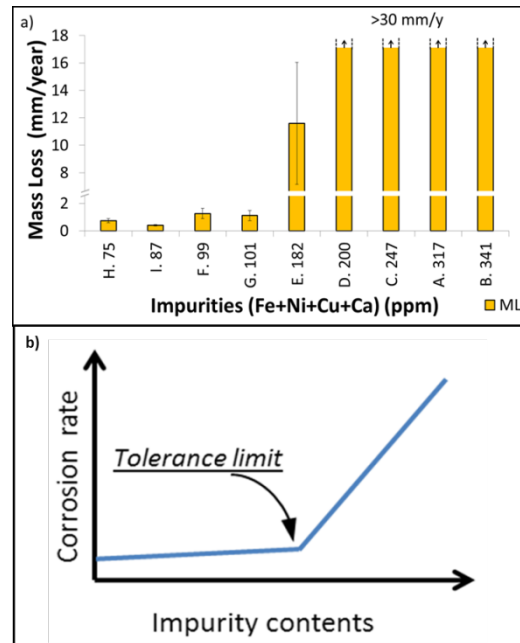 a)
>30 mm/y
Mass Loss (mm/year)
18
16
14
12
10
8
2
0
H. 75
I. 87
F. 99
G. 101
E. 182
D. 200
C. 247
A. 317
B. 341
Impurities (Fe+Ni+Cu+Ca) (ppm)
ML
b)
Corrosion rate
Tolerance limit
Impurity contents